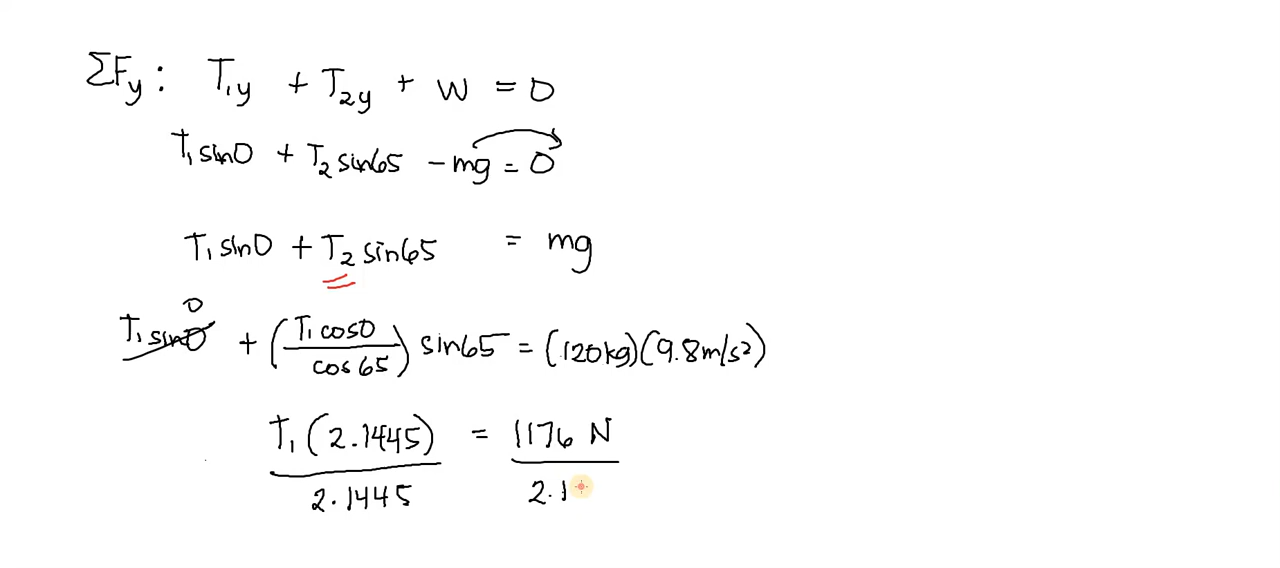 ΣFy: T₁y + T₂y + W = 0
T₁ sin0 + T₂ sin65 − mg = 0
T₁ sin0 + T₂ sin65 = mg
0
T₁ sin0 + (T₁ cos0 / cos65) sin65 = (120kg)(9.8m/s²)
T₁ (2.1445) = 1176 N
2.1445 2.1